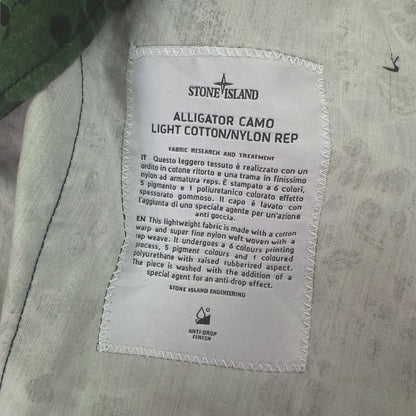 STONE ISLAND
ALLIGATOR CAMO
LIGHT COTTON/NYLON REP
FABRIC RESEARCH AND TREATMENT
IT Questo leggero tessuto è realizzato con un
ordito in cotone ritorto e una trama in finissimo
nylon ad armatura reps. È stampato a 6 colori,
5 pigmento e 1 poliuretanico colorato effetto
spessorato gommoso. Il capo è lavato con
l'aggiunta di uno speciale agente per un'azione
anti goccia.
EN This lightweight fabric is made with a cotton
warp and super fine nylon weft woven with a
rep weave. It undergoes a 6 colours printing
process, 5 pigment colours and 1 coloured
polyurethane with raised rubberized aspect.
The piece is washed with the addition of a
special agent for an anti-drop effect.
STONE ISLAND ENGINEERING
ANTI-DROP
FINISH